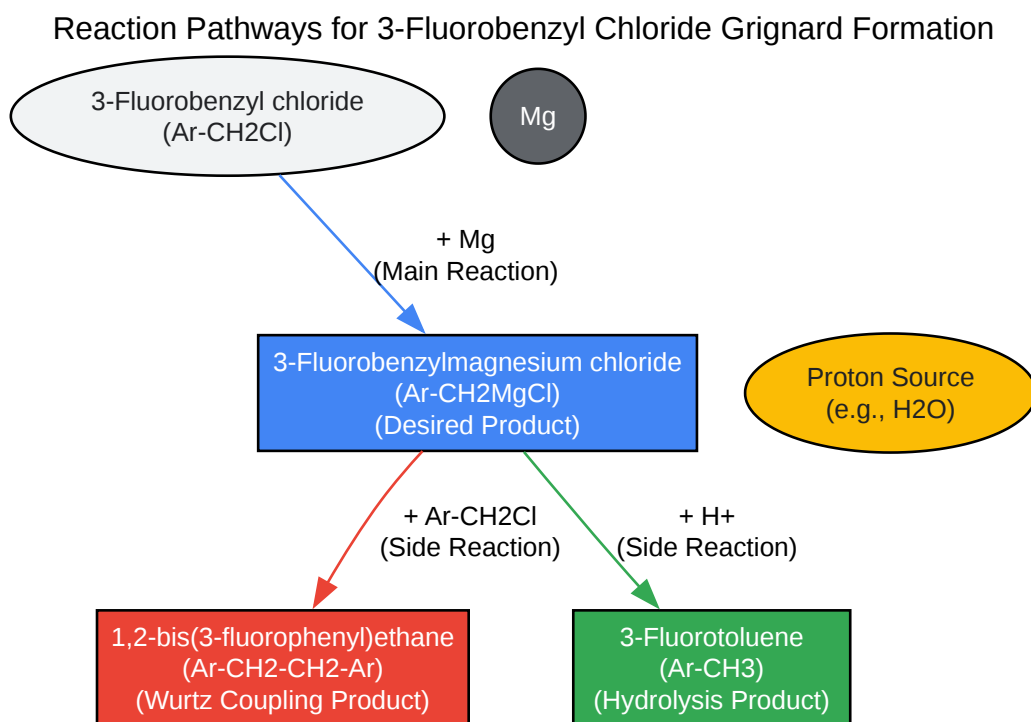 Reaction Pathways for 3-Fluorobenzyl Chloride Grignard Formation
3-Fluorobenzyl chloride
(Ar-CH2Cl)
Mg
+ Mg
(Main Reaction)
3-Fluorobenzylmagnesium chloride
(Ar-CH2MgCl)
(Desired Product)
Proton Source
(e.g., H2O)
+ Ar-CH2Cl
(Side Reaction)
+ H+
(Side Reaction)
1,2-bis(3-fluorophenyl)ethane
(Ar-CH2-CH2-Ar)
(Wurtz Coupling Product)
3-Fluorotoluene
(Ar-CH3)
(Hydrolysis Product)